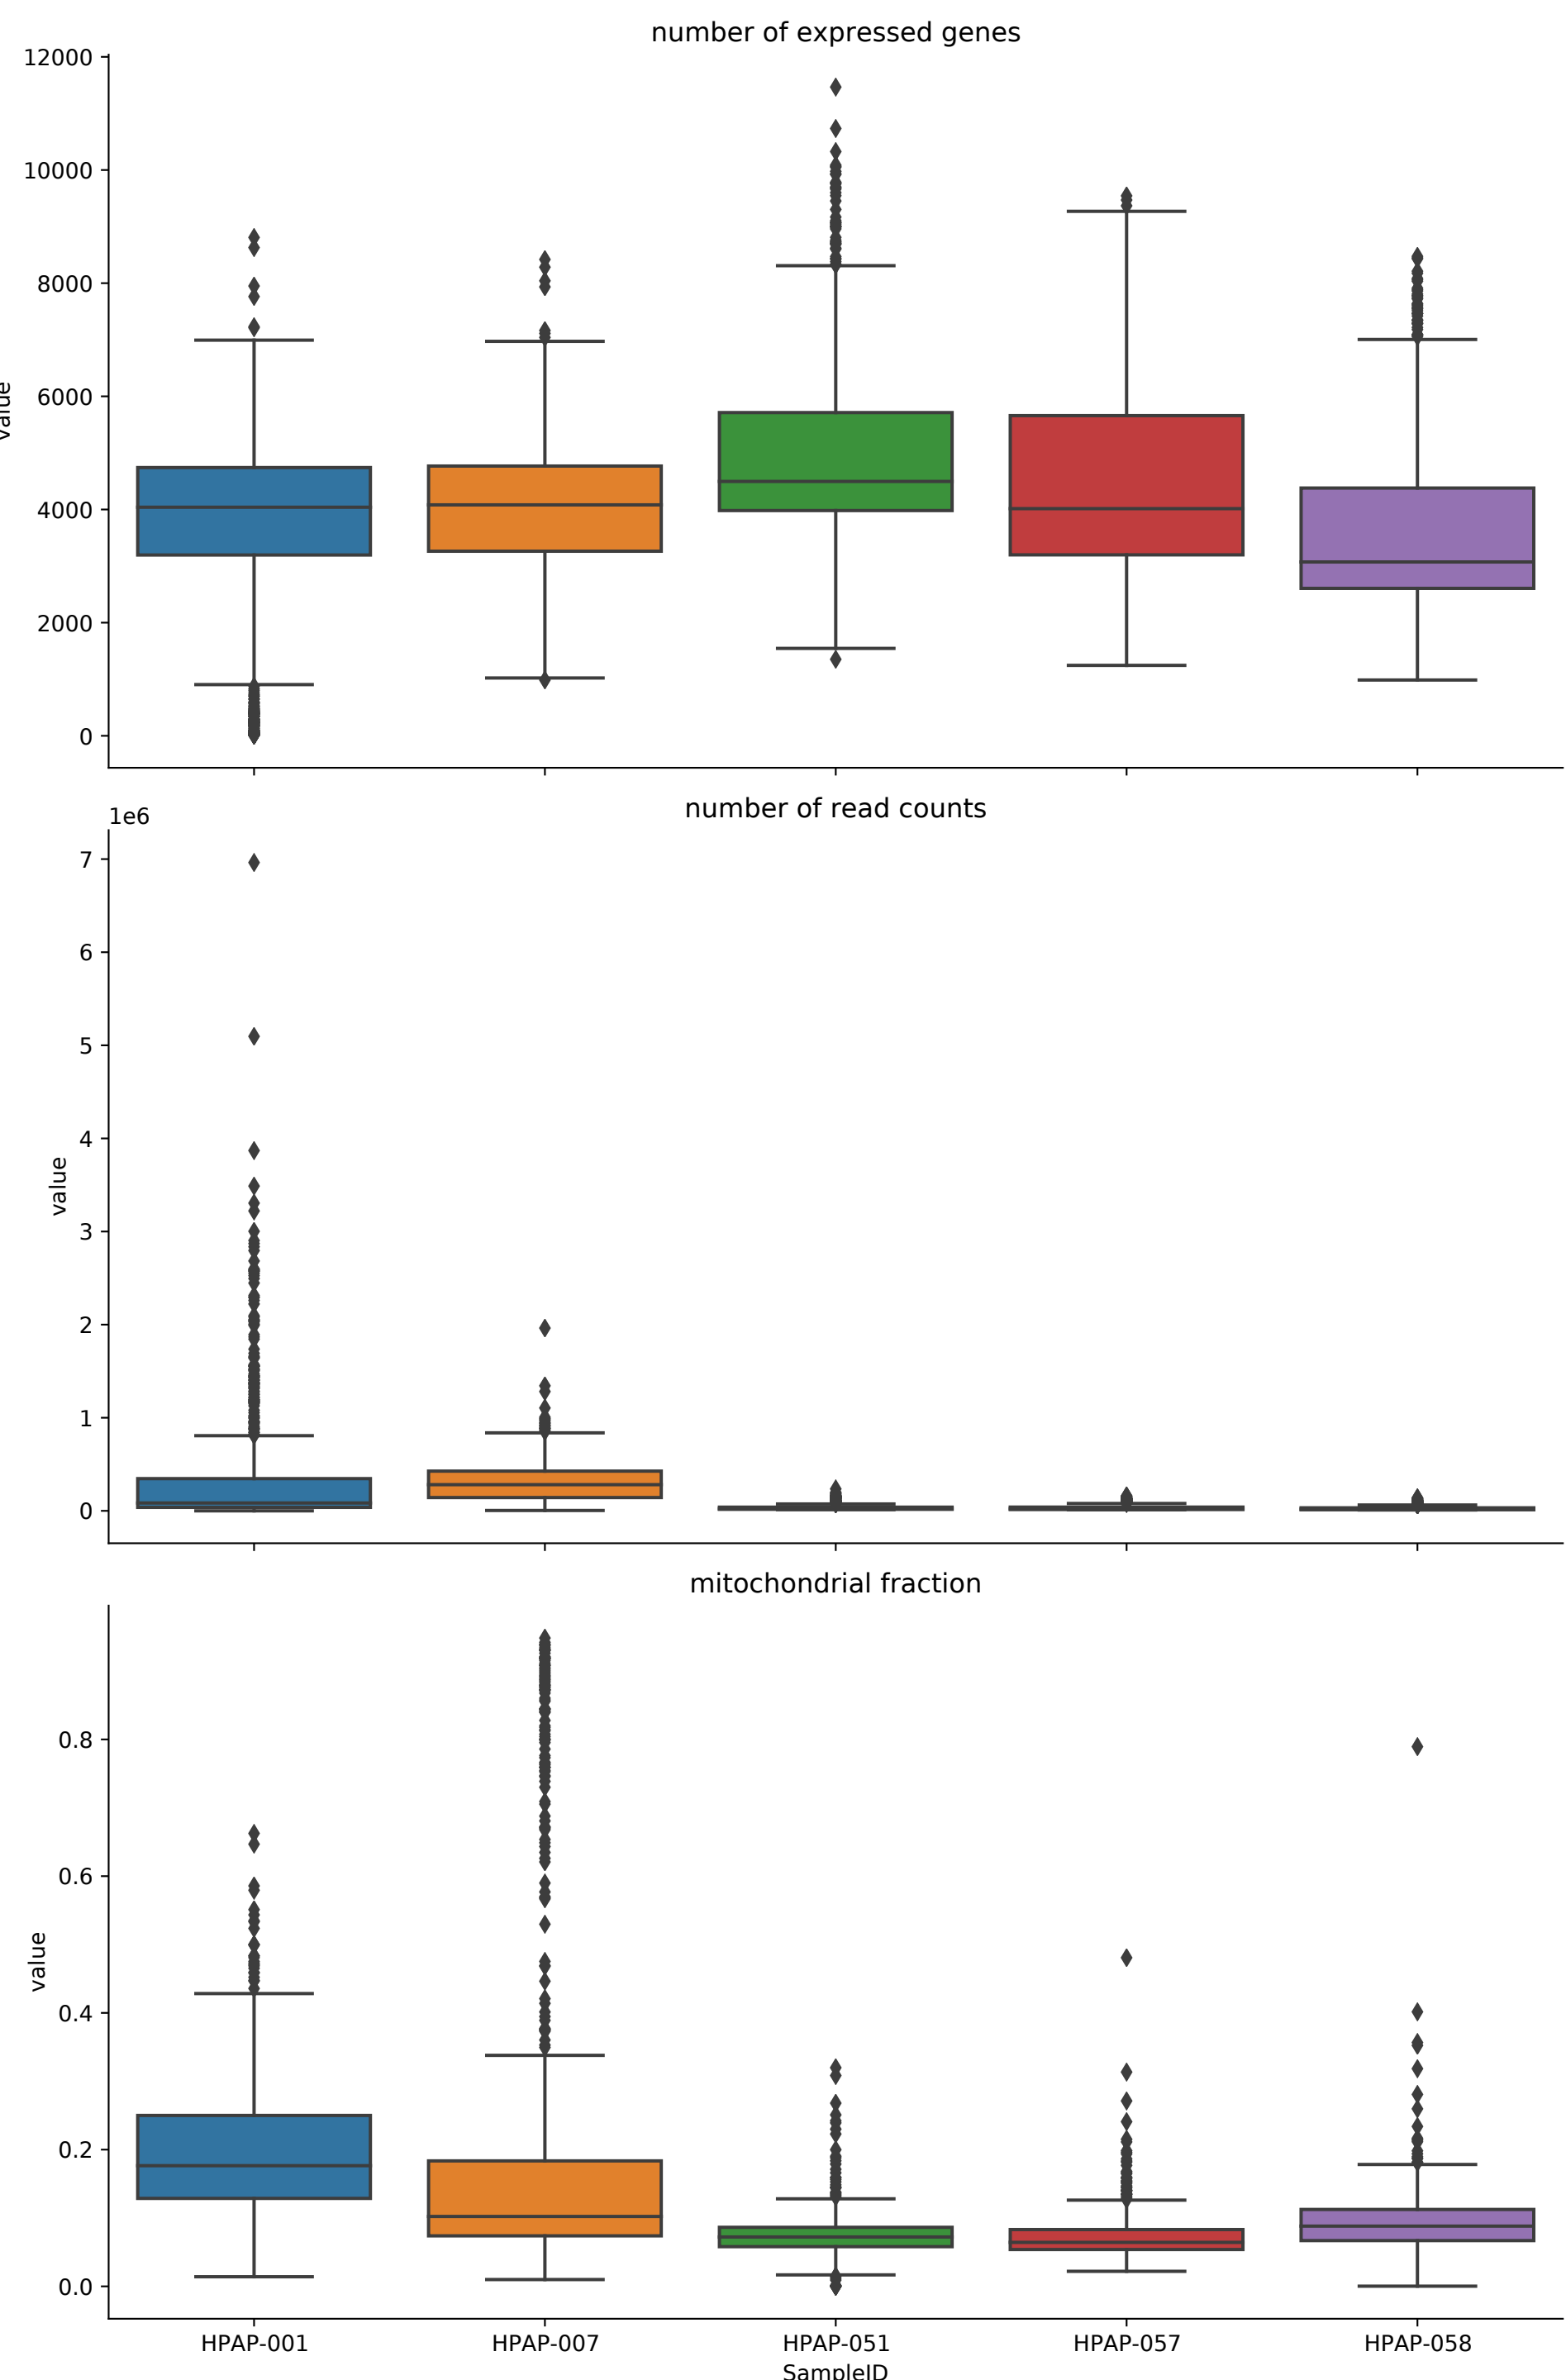 number of expressed genes
12000
10000
8000
6000
4000
2000
0
value
number of read counts
1e6
7
6
5
4
3
2
1
0
value
mitochondrial fraction
0.8
0.6
0.4
0.2
0.0
value
HPAP-001 HPAP-007 HPAP-051 HPAP-057 HPAP-058
SampleID